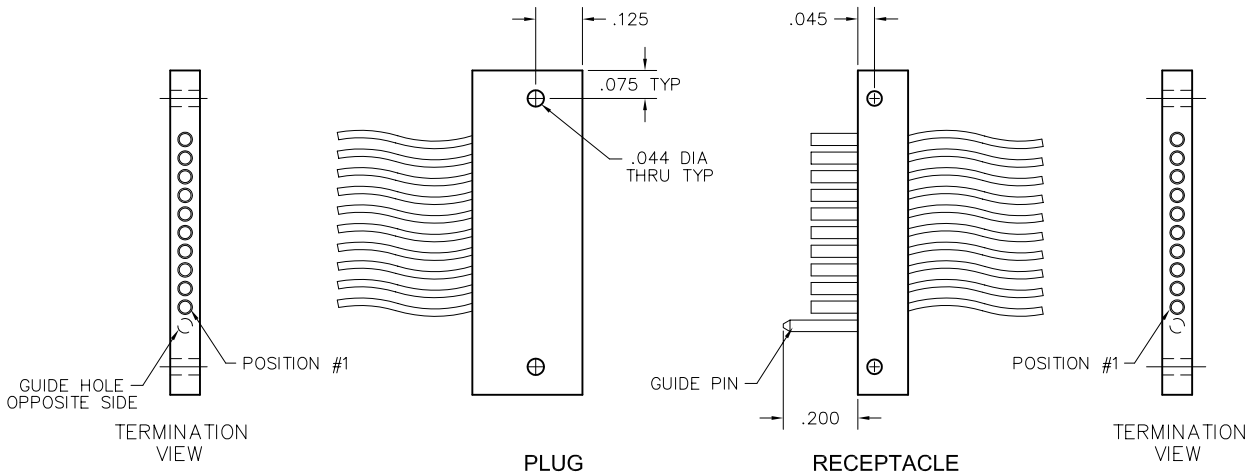 .125
.045
.075 TYP
.044 DIA
THRU TYP
POSITION #1
GUIDE HOLE
OPPOSITE SIDE
TERMINATION
VIEW
PLUG
GUIDE PIN
.200
RECEPTACLE
POSITION #1
TERMINATION
VIEW